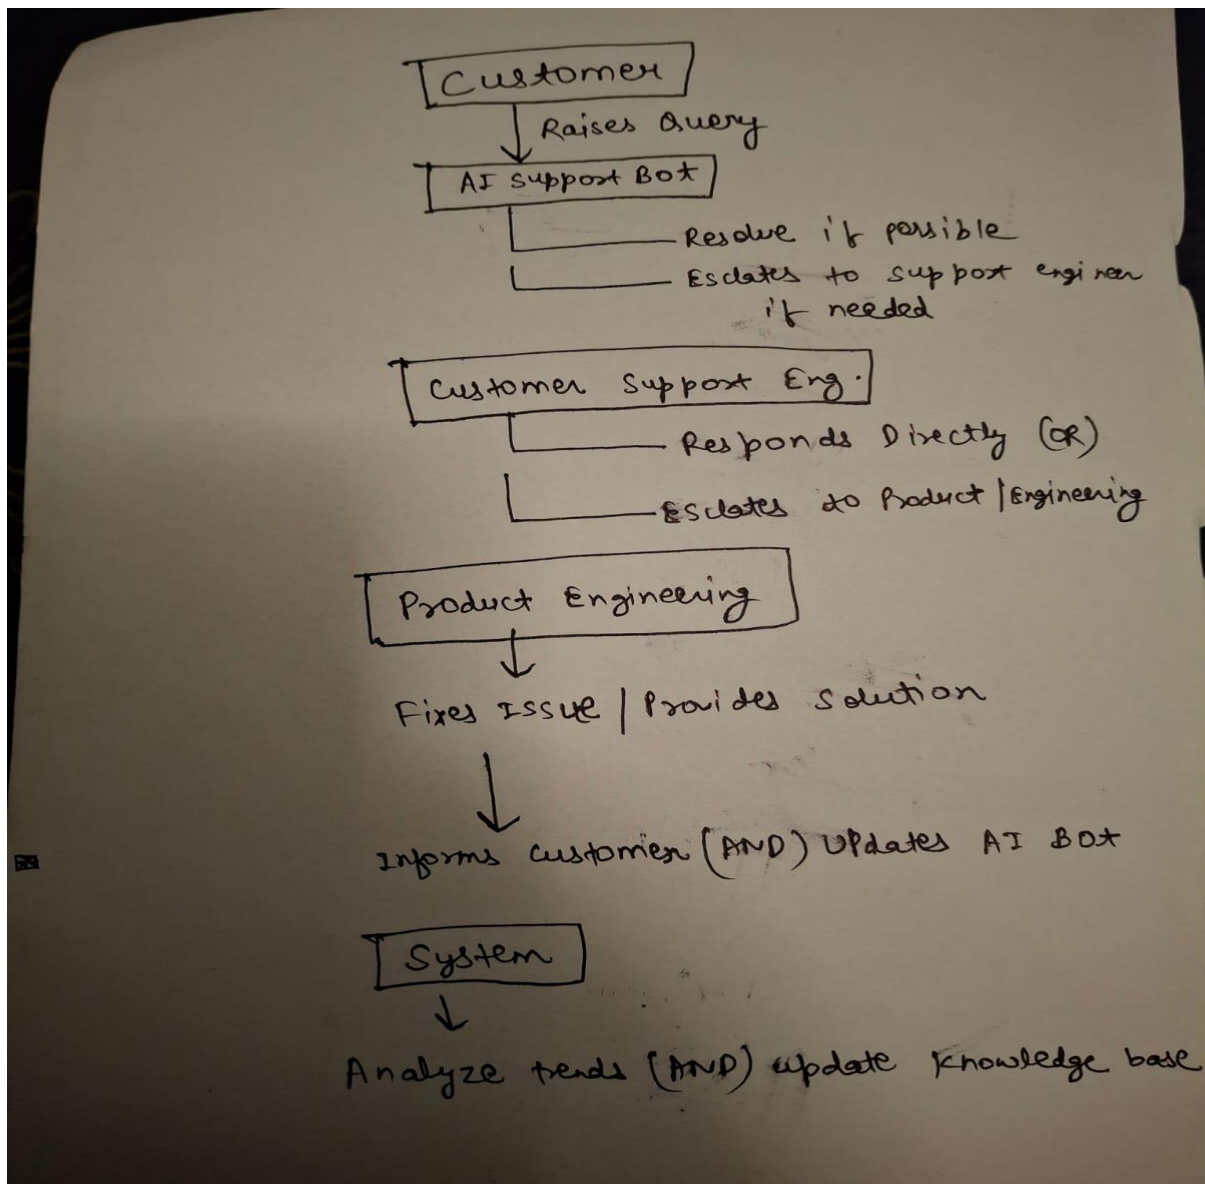 Customer
Raises Query
AI Support Bot
Resolve if possible
Esclates to support engineer
if needed
Customer Support Eng.
Responds Directly (OR)
Esclates to Product | Engineering
Product Engineering
Fixes Issue | Provides Solution
Informs Customer (AND) Updates AI Bot
System
Analyze trends (AND) update knowledge base